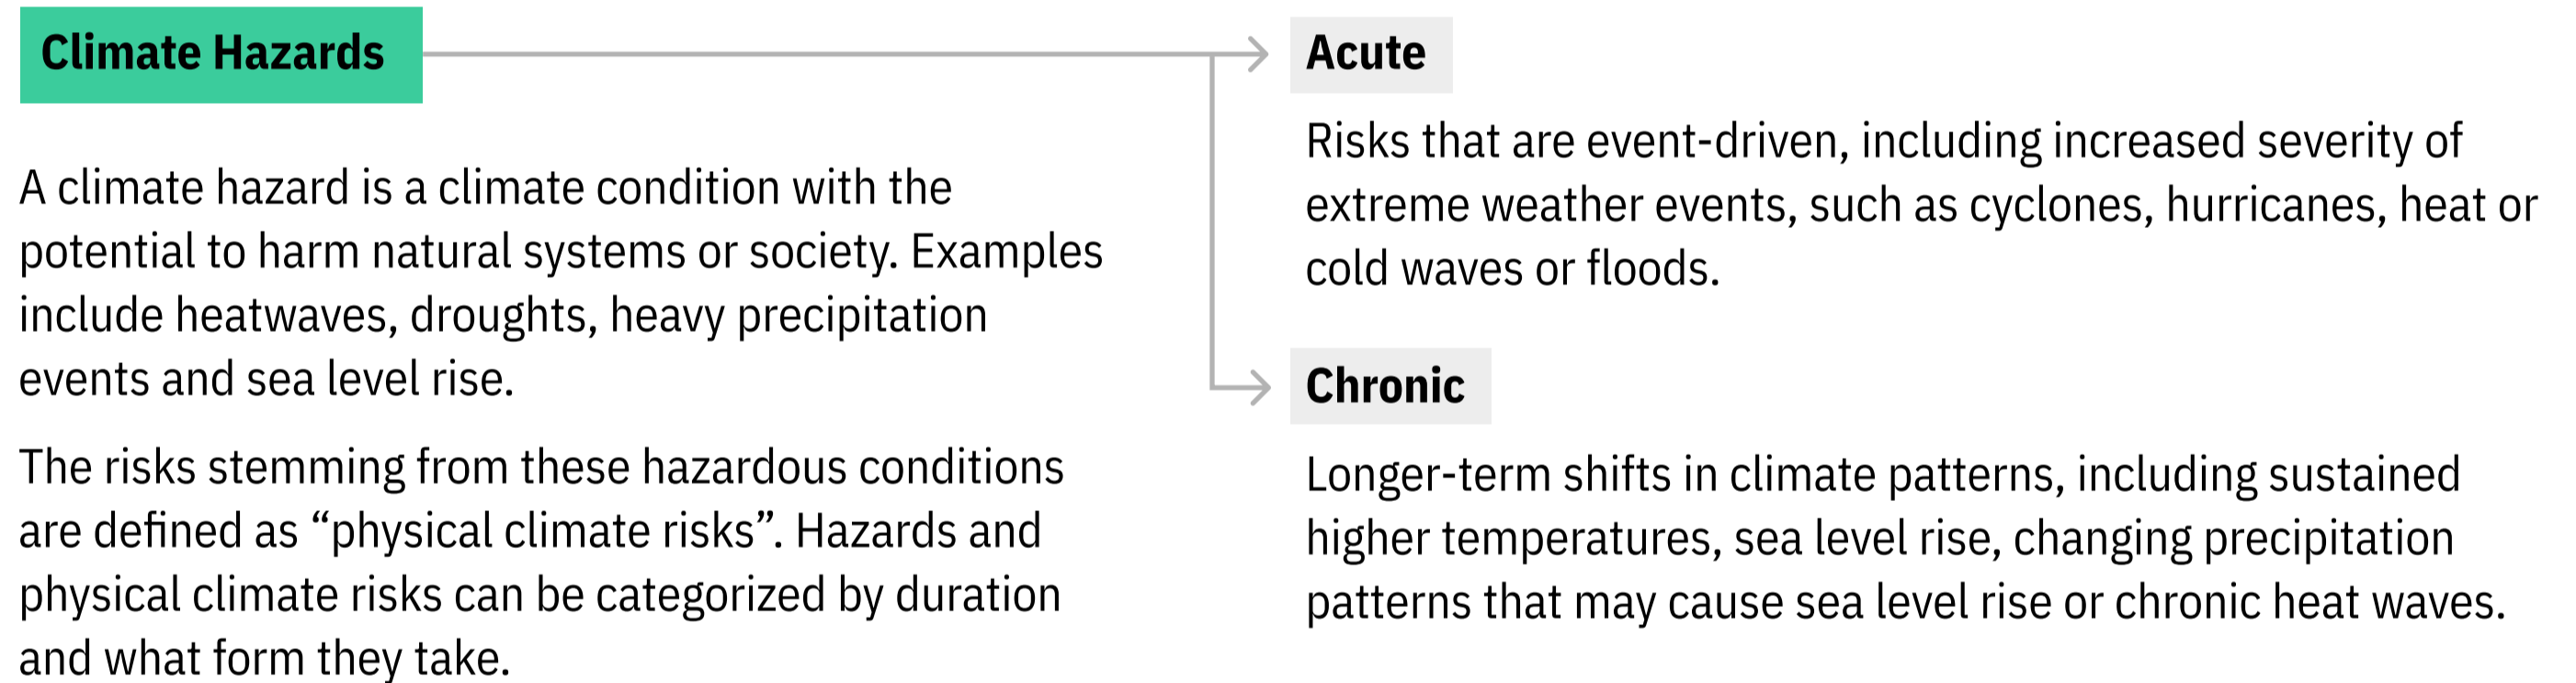 Climate Hazards
A climate hazard is a climate condition with the
potential to harm natural systems or society. Examples
include heatwaves, droughts, heavy precipitation
events and sea level rise.
The risks stemming from these hazardous conditions
are defined as “physical climate risks”. Hazards and
physical climate risks can be categorized by duration
and what form they take.
Acute
Risks that are event-driven, including increased severity of
extreme weather events, such as cyclones, hurricanes, heat or
cold waves or floods.
Chronic
Longer-term shifts in climate patterns, including sustained
higher temperatures, sea level rise, changing precipitation
patterns that may cause sea level rise or chronic heat waves.